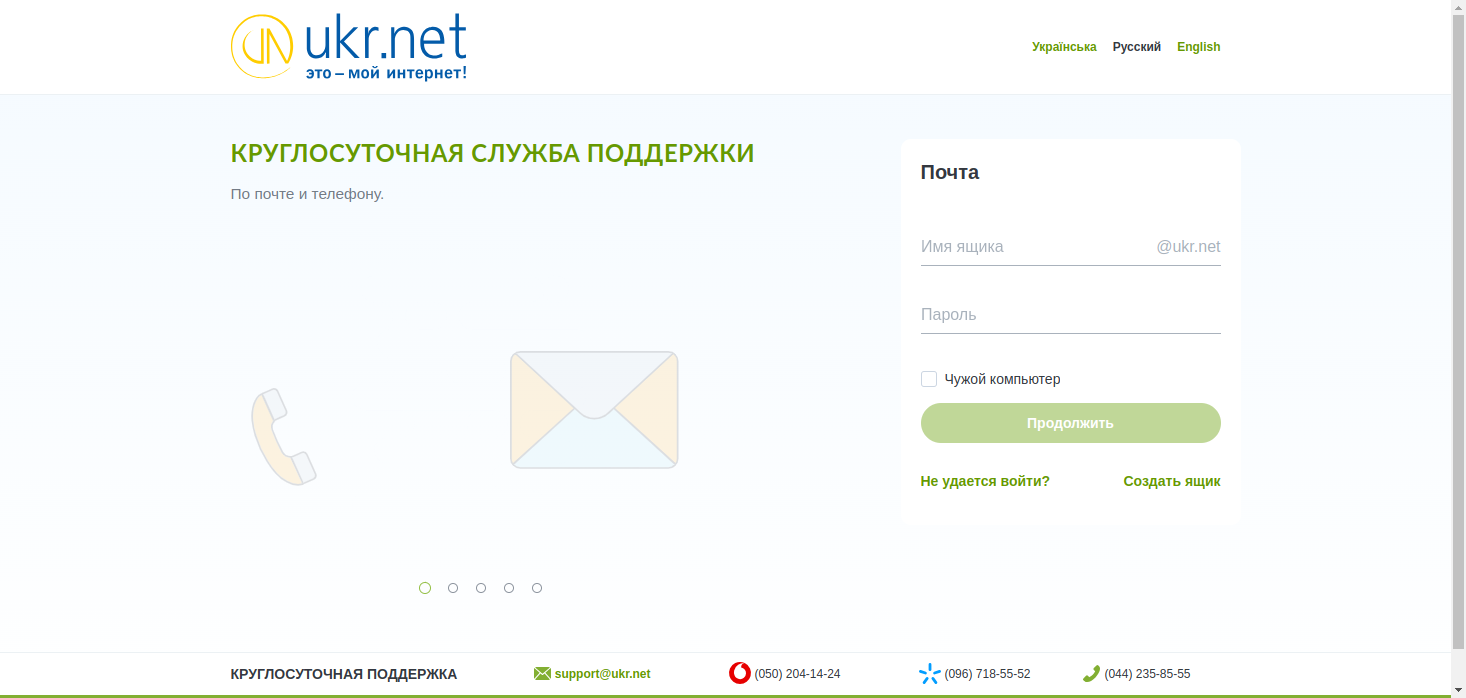 ukr.net
это – мой интернет!
Українська Русский English
КРУГЛОСУТОЧНАЯ СЛУЖБА ПОДДЕРЖКИ
По почте и телефону.
Почта
Имя ящика @ukr.net
Пароль
Чужой компьютер
Продолжить
Не удается войти? Создать ящик
КРУГЛОСУТОЧНАЯ ПОДДЕРЖКА support@ukr.net (050) 204-14-24 (096) 718-55-52 (044) 235-85-55